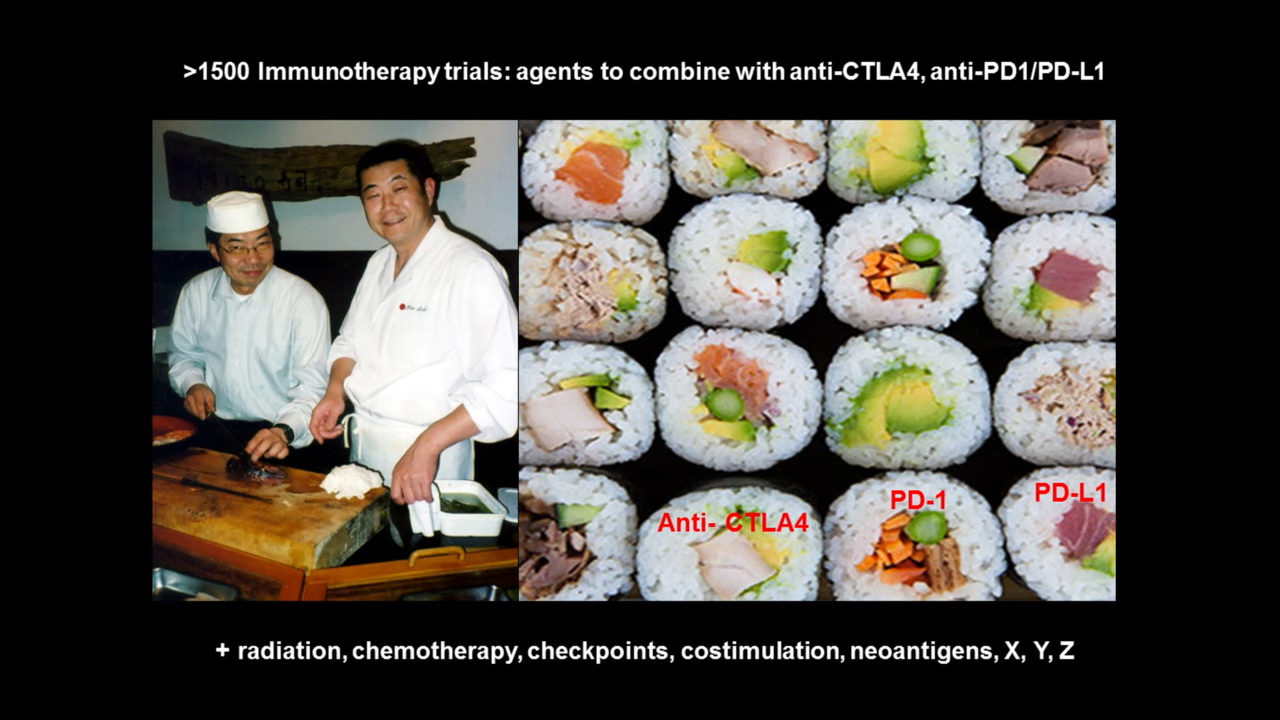 >1500 Immunotherapy trials: agents to combine with anti-CTLA4, anti-PD1/PD-L1
PD-1
PD-L1
Anti- CTLA4
+ radiation, chemotherapy, checkpoints, costimulation, neoantigens, X, Y, Z